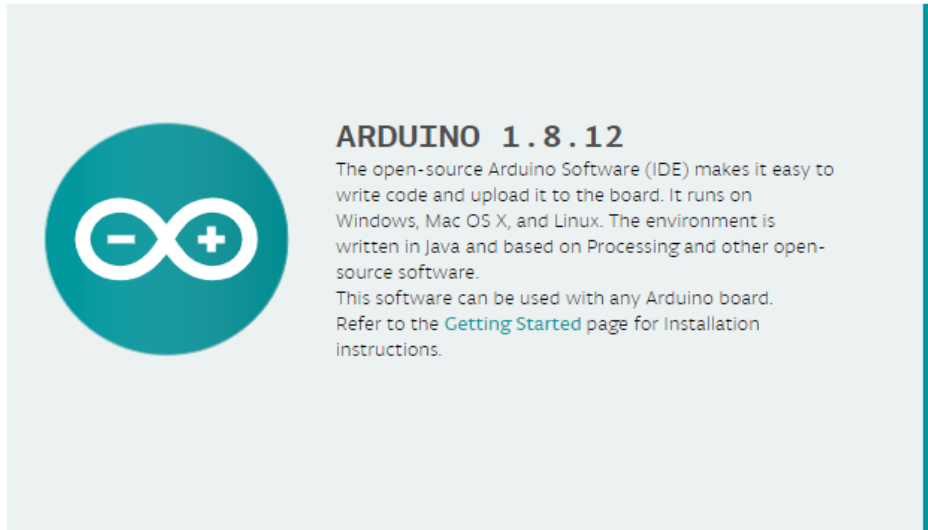 ARDUINO 1.8.12
The open-source Arduino Software (IDE) makes it easy to
write code and upload it to the board. It runs on
Windows, Mac OS X, and Linux. The environment is
written in Java and based on Processing and other open-
source software.
This software can be used with any Arduino board.
Refer to the Getting Started page for Installation
instructions.